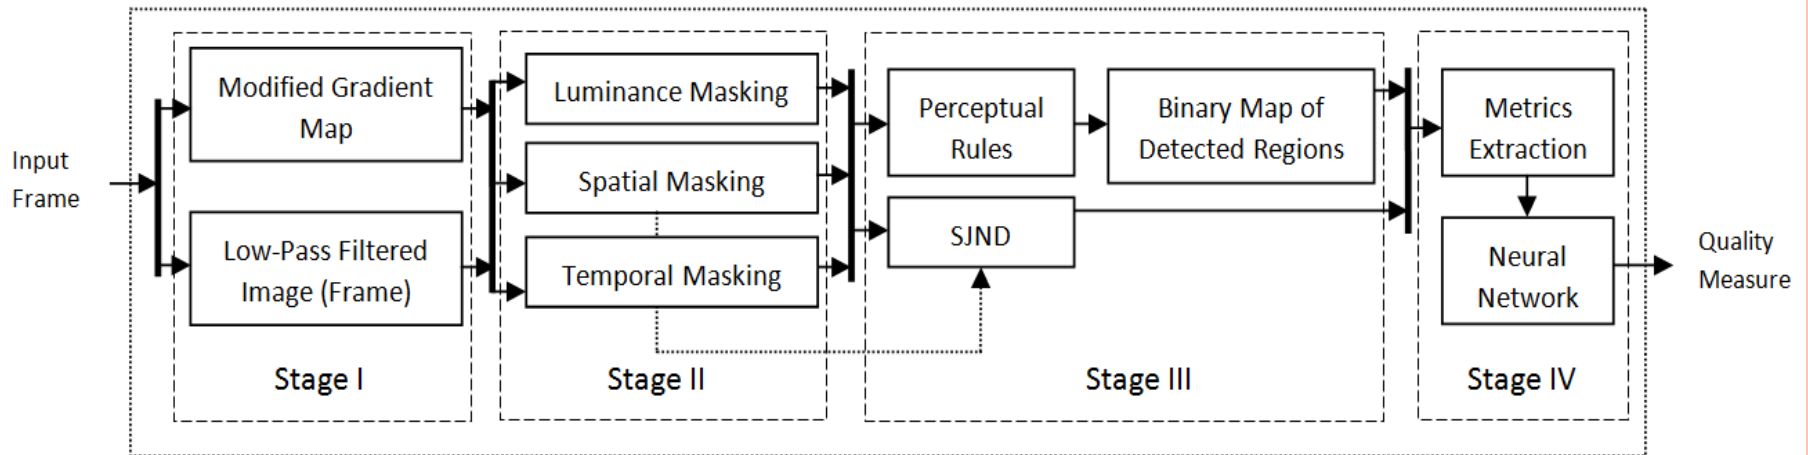 Input
Frame
Modified Gradient
Map
Low-Pass Filtered
Image (Frame)
Stage I
Luminance Masking
Spatial Masking
Temporal Masking
Stage II
Perceptual
Rules
Binary Map of
Detected Regions
SJND
Stage III
Metrics
Extraction
Neural
Network
Stage IV
Quality
Measure